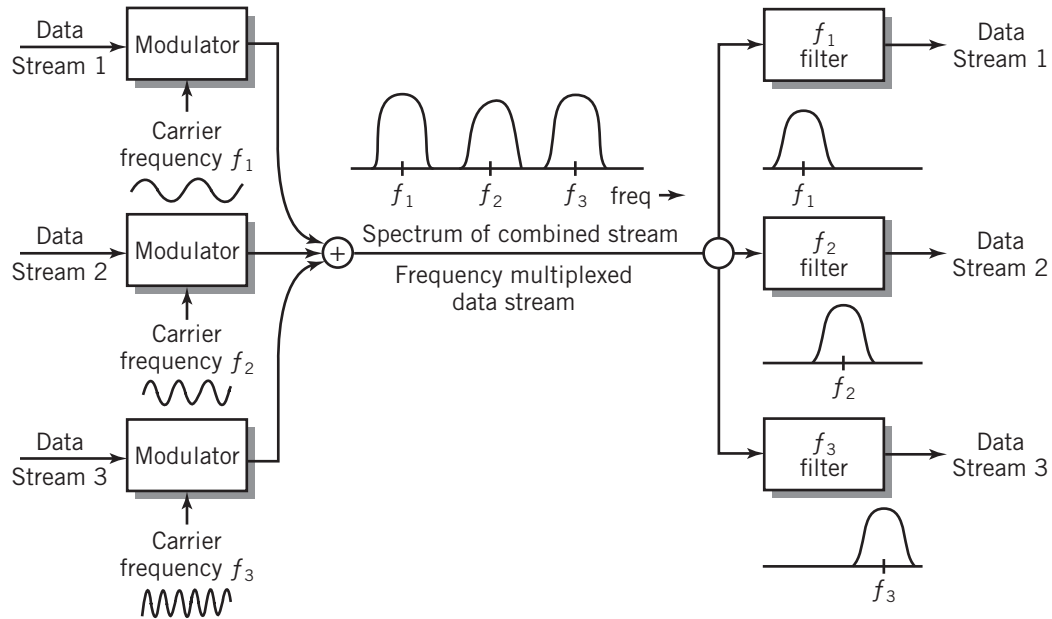 Data
Stream 1
Modulator
Carrier
frequency f1
Data
Stream 2
Modulator
Carrier
frequency f2
Data
Stream 3
Modulator
Carrier
frequency f3
+
f1
f2
f3
freq
Spectrum of combined stream
Frequency multiplexed
data stream
f1
filter
Data
Stream 1
f1
f2
filter
Data
Stream 2
f2
f3
filter
Data
Stream 3
f3